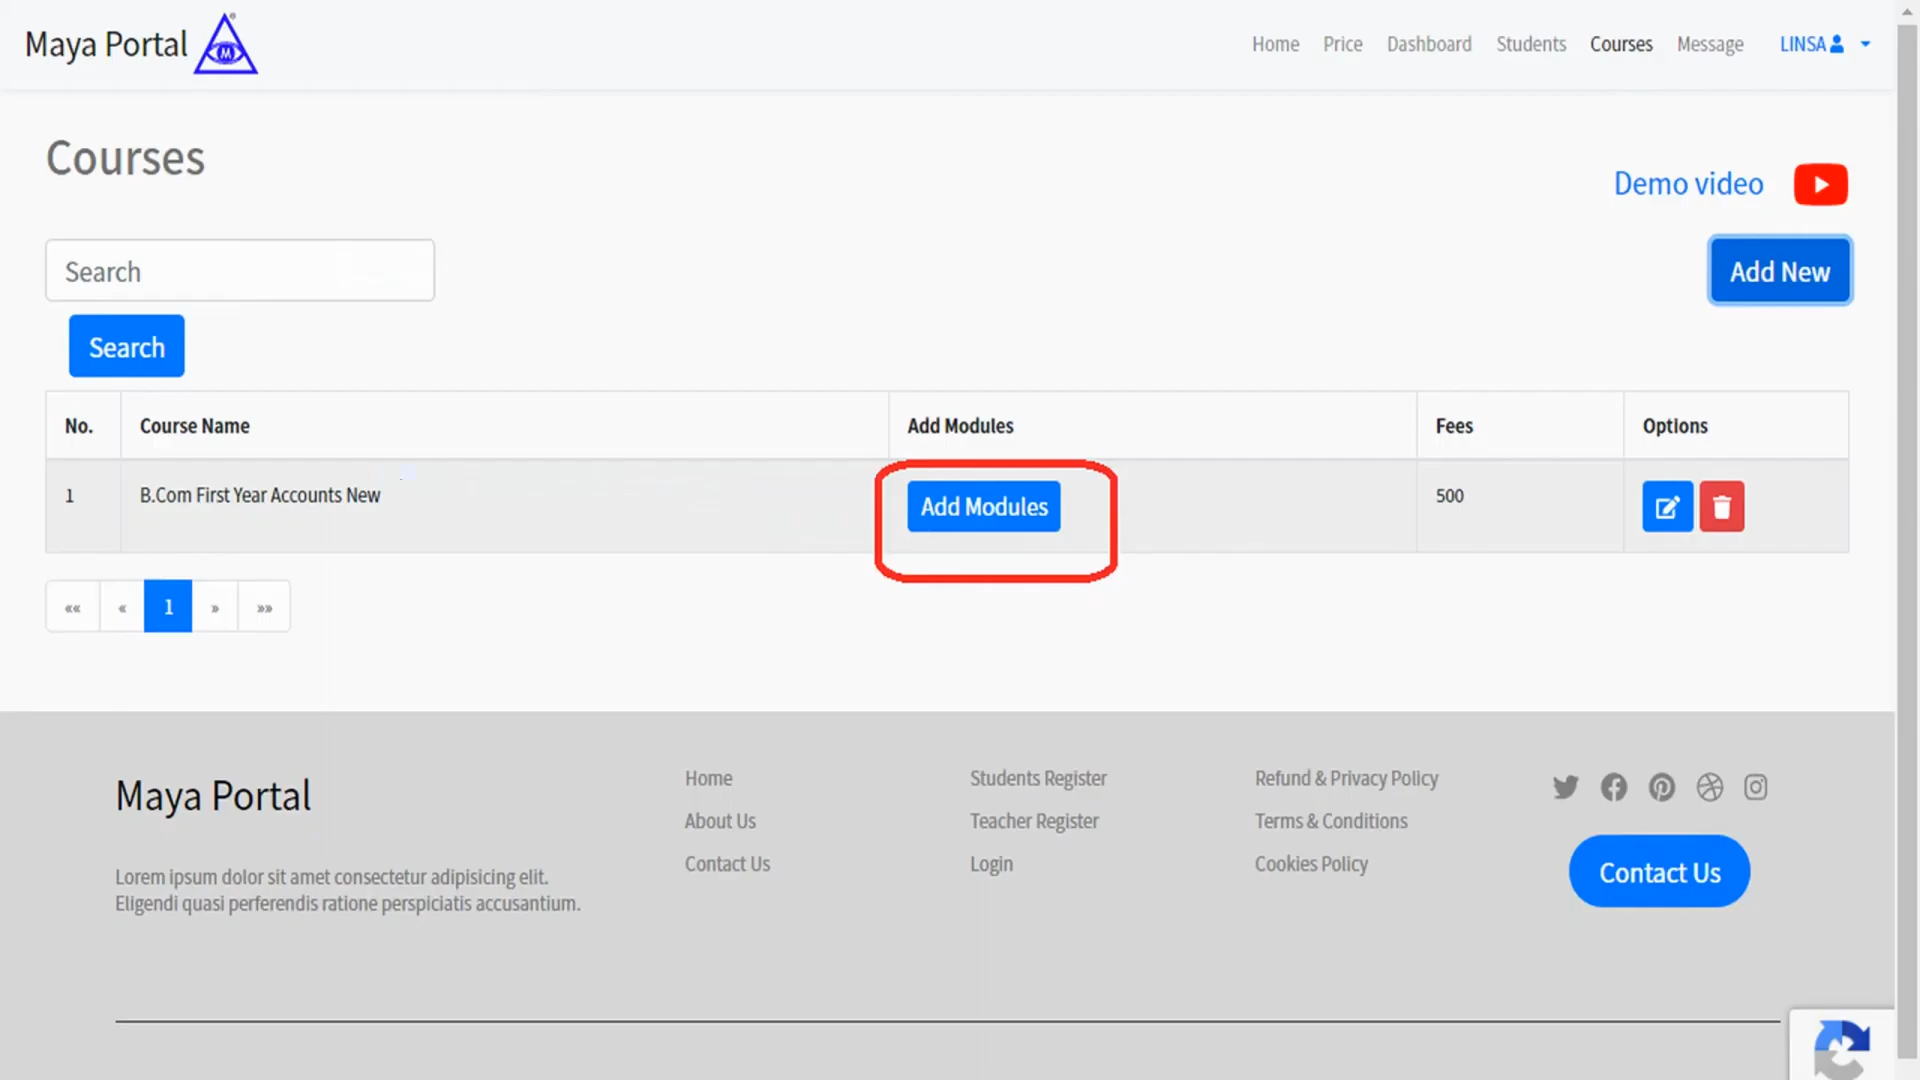 Maya Portal M ®
Home Price Dashboard Students Courses Message LINSA
Courses
Demo video
Search
Add New
Search
No. Course Name Add Modules Fees Options
1 B.Com First Year Accounts New Add Modules 500
«« « 1 » »»
Maya Portal
Lorem ipsum dolor sit amet consectetur adipisicing elit.
Eligendi quasi perferendis ratione perspiciatis accusantium.
Home
About Us
Contact Us
Students Register
Teacher Register
Login
Refund & Privacy Policy
Terms & Conditions
Cookies Policy
Contact Us